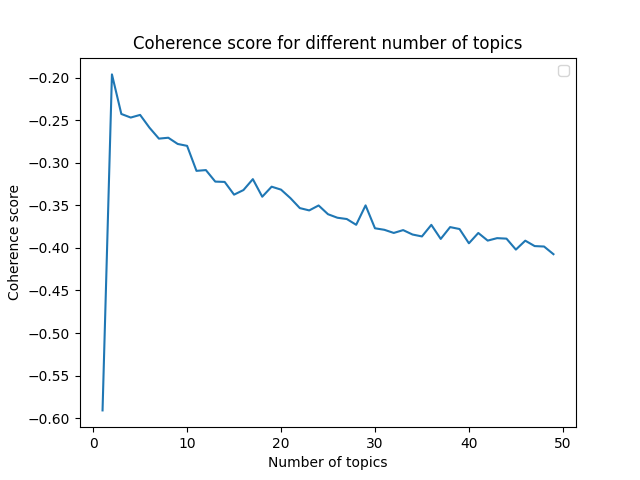 Coherence score for different number of topics
−0.20
−0.25
−0.30
−0.35
−0.40
−0.45
−0.50
−0.55
−0.60
Coherence score
0 10 20 30 40 50
Number of topics